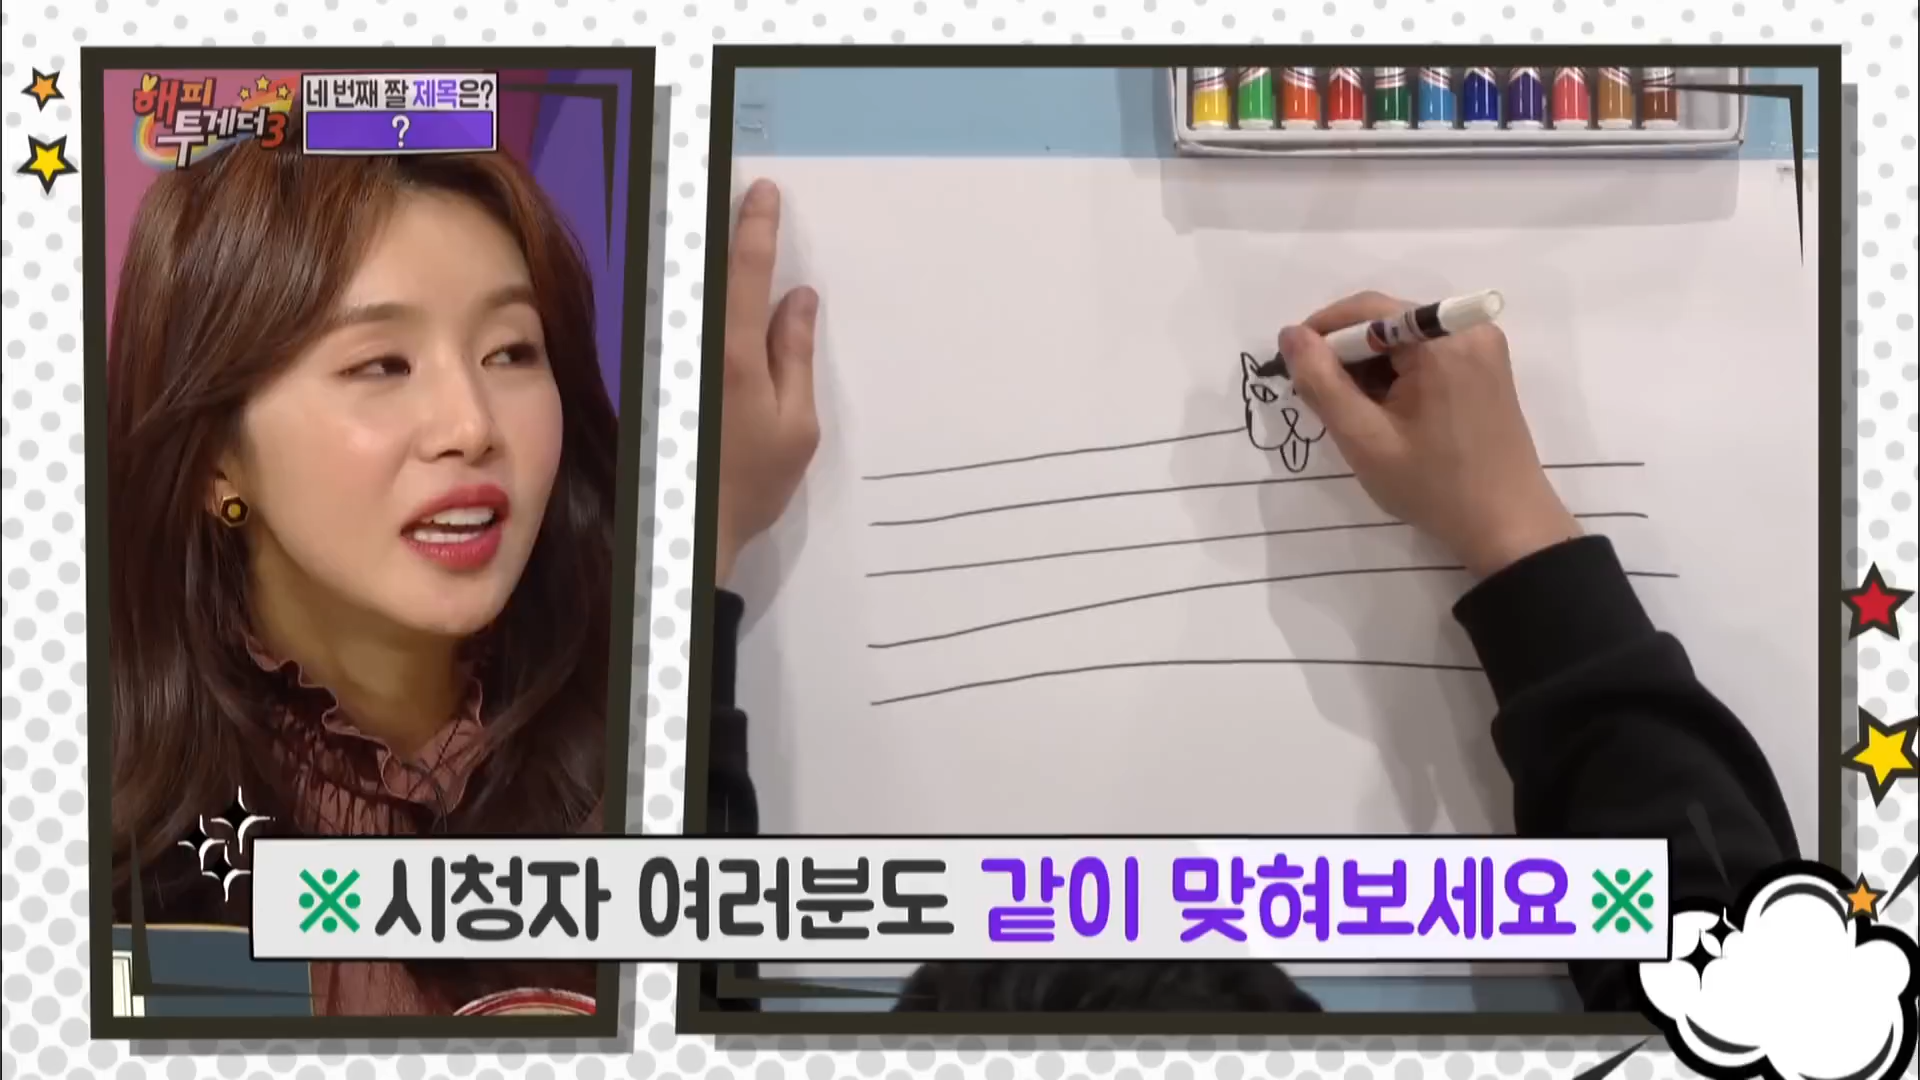 해피
투게더3
네 번째 짤 제목은?
?
※시청자 여러분도 같이 맞혀보세요※